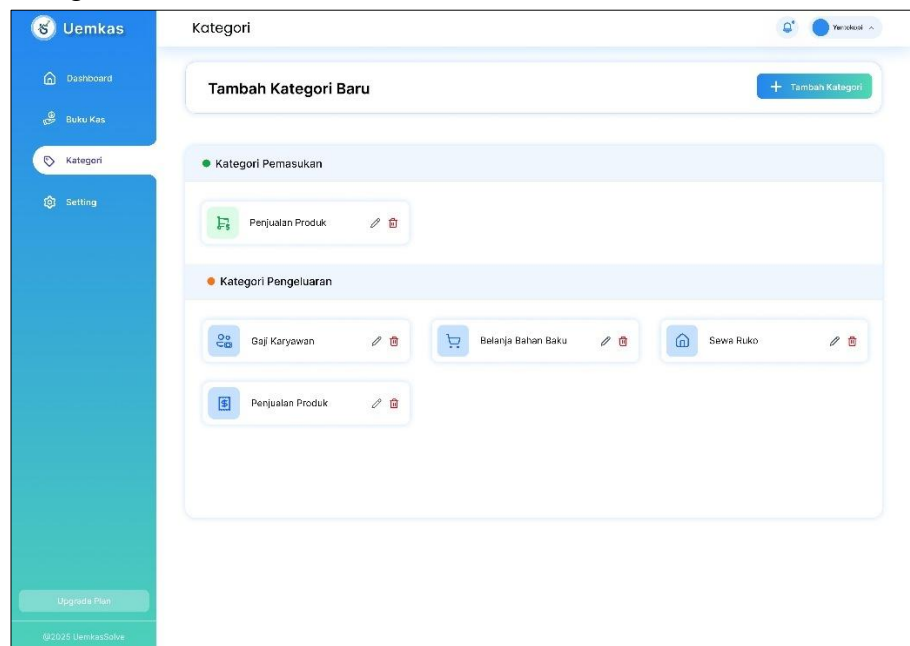 Uemkas
Kategori
Dashboard
Tambah Kategori Baru
Tambah Kategori
Buku Kas
Kategori
Kategori Pemasukan
Setting
Penjualan Produk
Kategori Pengeluaran
Gaji Karyawan
Belanja Bahan Baku
Sewa Ruko
Penjualan Produk
Upgrade Plan
@2025 UemkasSolve